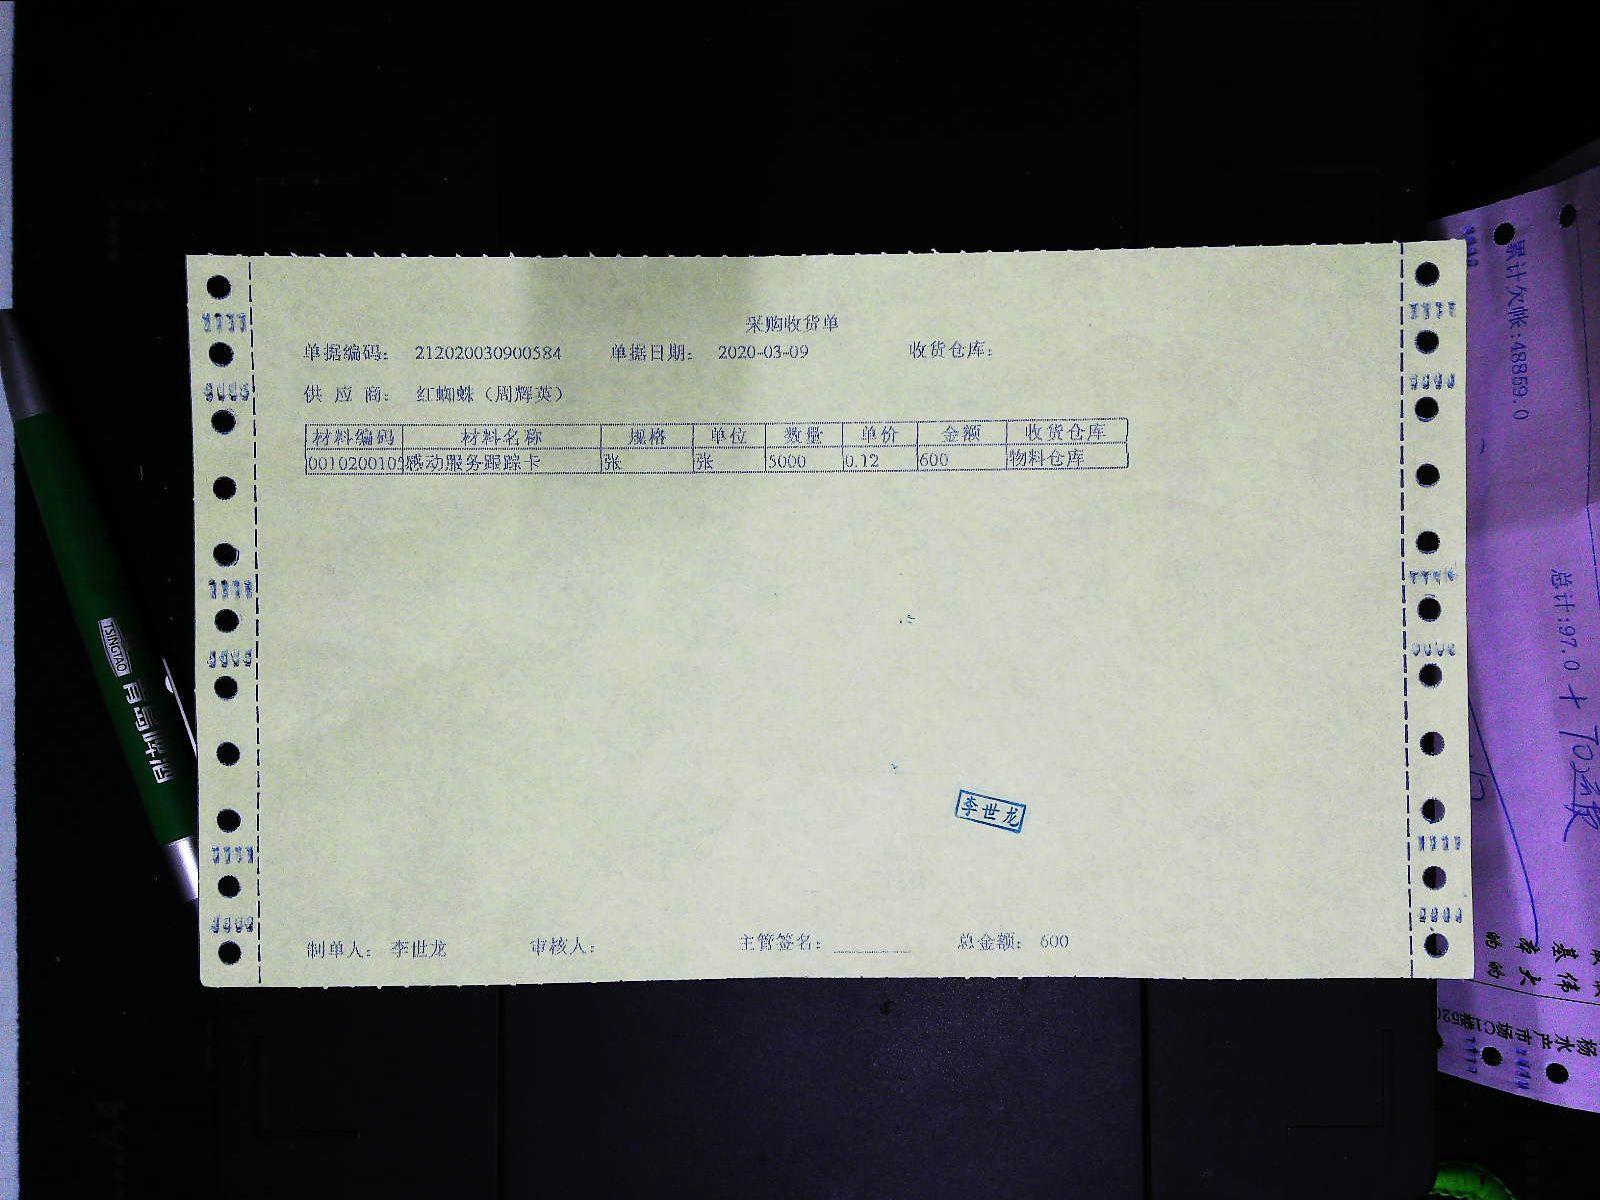 采购收货单
单据编码： 212020030900584 单据日期： 2020-03-09 收货仓库：
供 应 商： 红蜘蛛（周辉英）
材料编码 材料名称 规格 单位 数量 单价 金额 收货仓库
0010200105 感动服务跟踪卡 张 张 5000 0.12 600 物料仓库
李世龙
制单人： 李世龙 审核人： 主管签名： 总金额： 600
TSINGTAO
青岛啤酒
累计欠帐:48859.0
总计:97.0 +